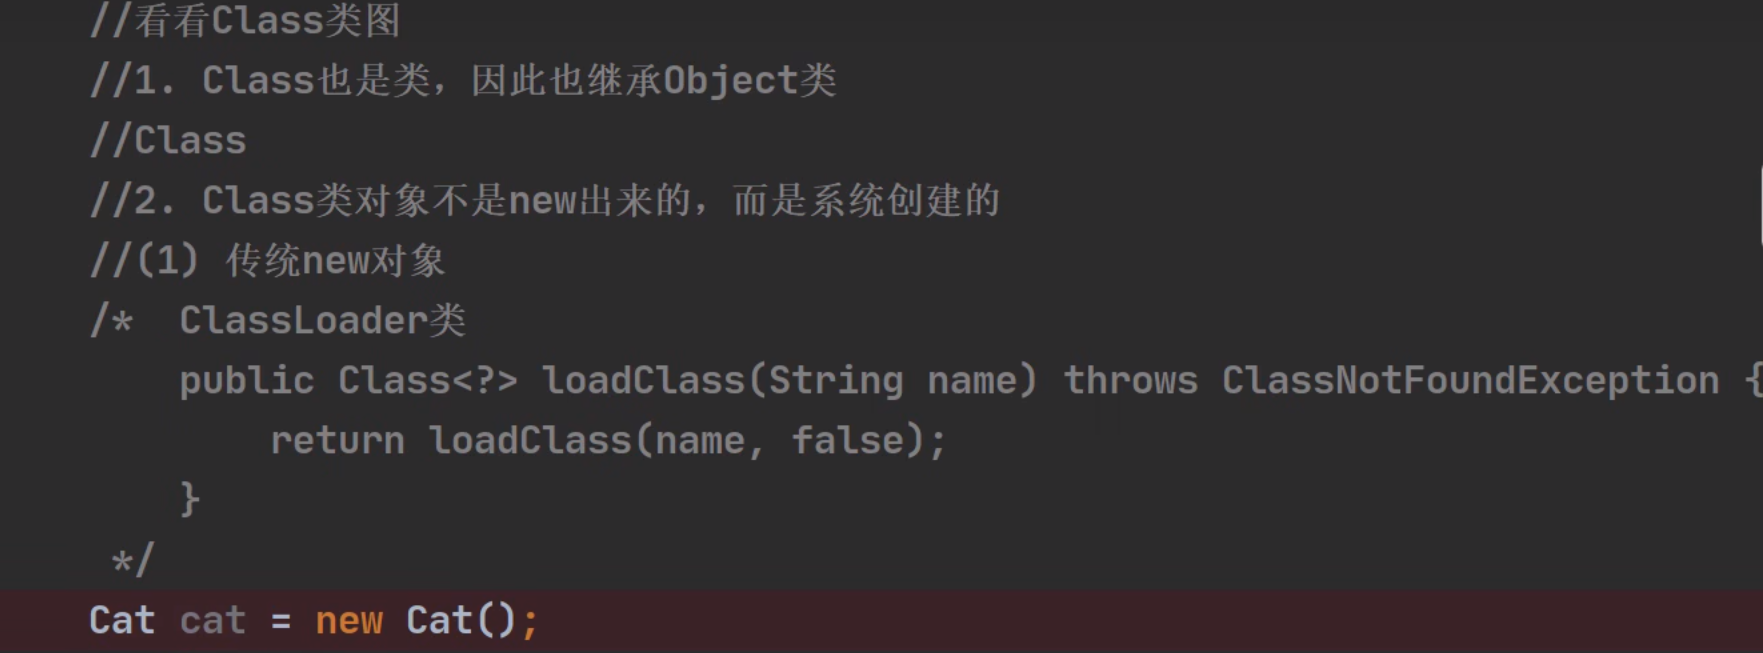 //看看Class类图
//1. Class也是类，因此也继承Object类
//Class
//2. Class类对象不是new出来的，而是系统创建的
//(1) 传统new对象
/*  ClassLoader类
    public Class<?> loadClass(String name) throws ClassNotFoundException {
        return loadClass(name, false);
    }
 */
Cat cat = new Cat();